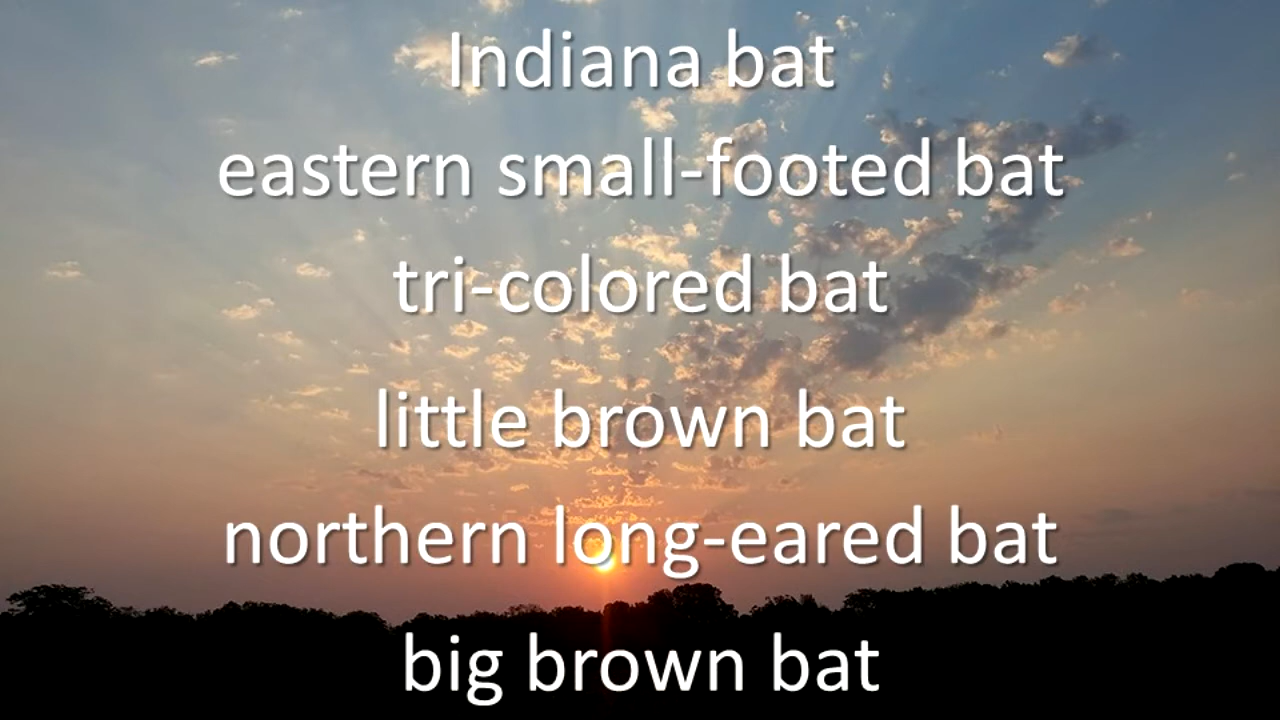 Indiana bat
eastern small-footed bat
tri-colored bat
little brown bat
northern long-eared bat
big brown bat